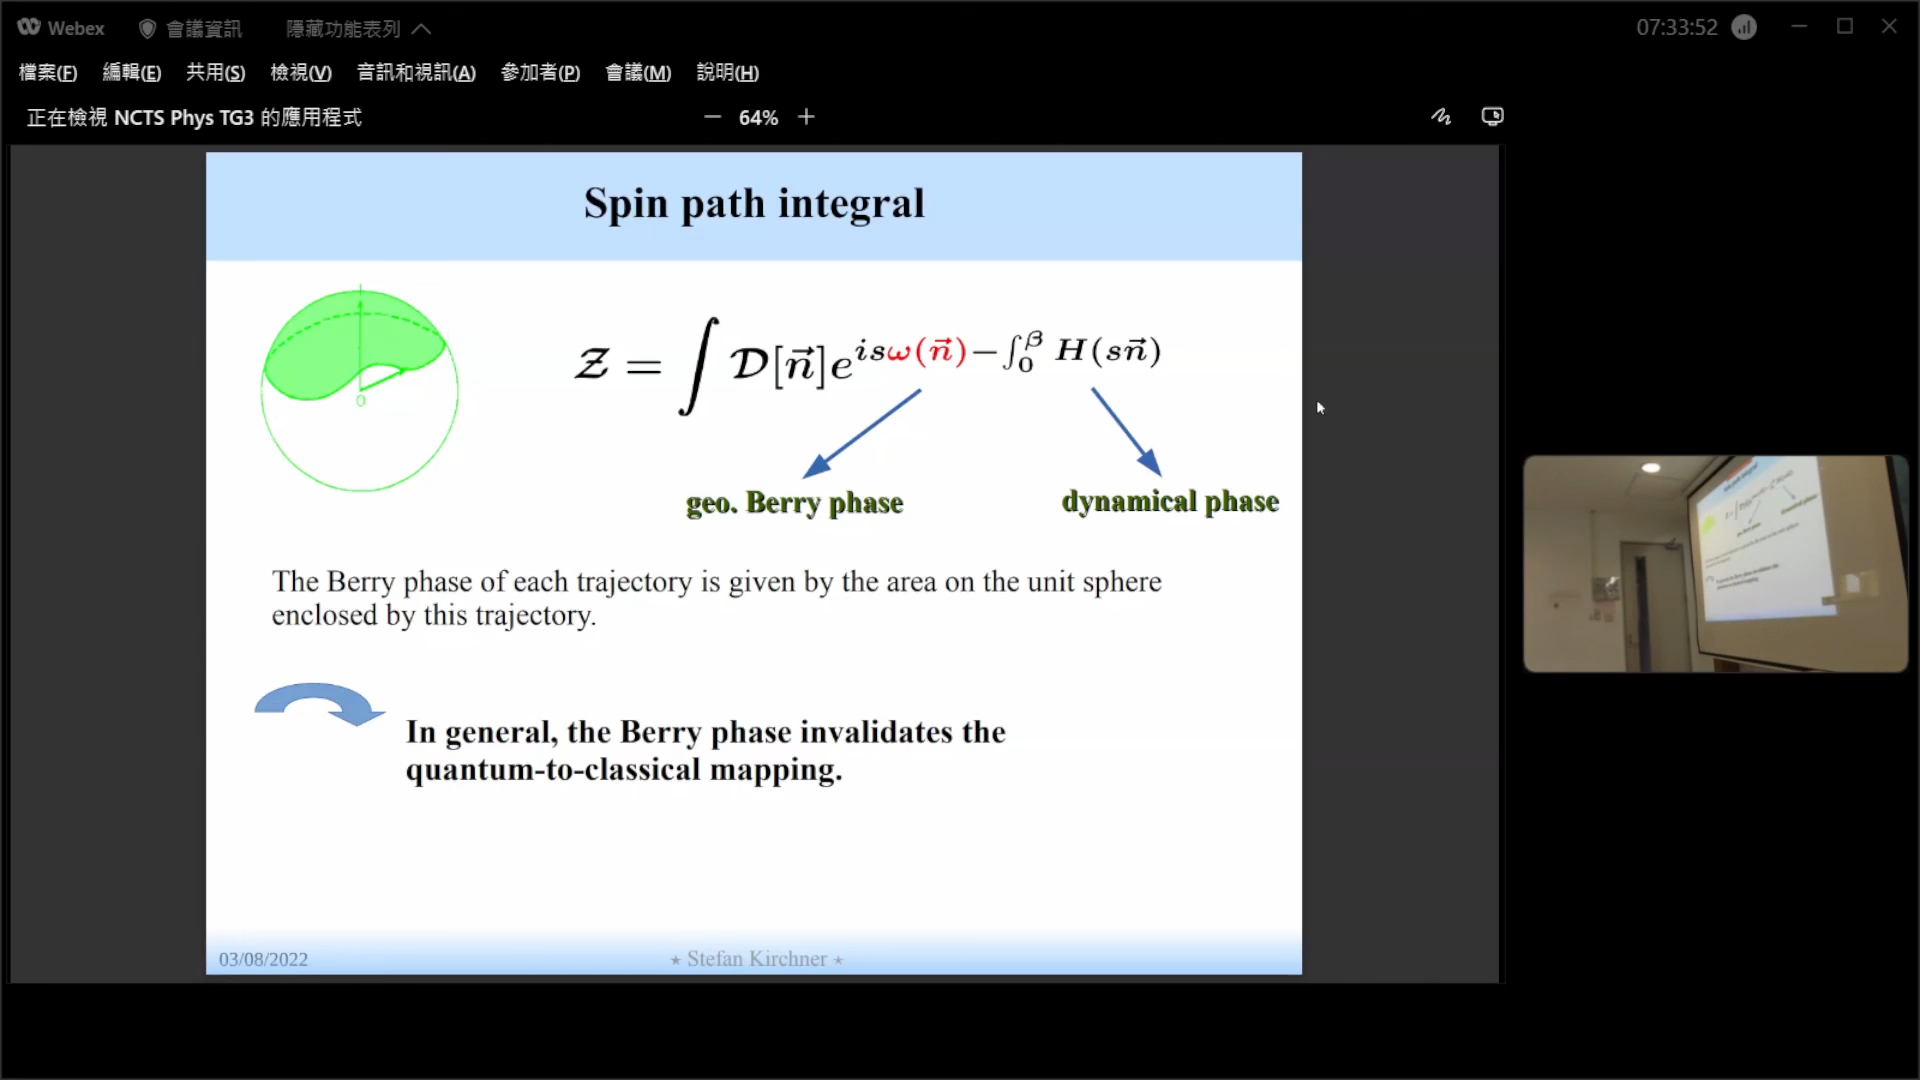 Webex 會議資訊 隱藏功能表列 07:33:52
檔案(F) 編輯(E) 共用(S) 檢視(V) 音訊和視訊(A) 參加者(P) 會議(M) 說明(H)
正在檢視 NCTS Phys TG3 的應用程式 − 64% +
Spin path integral
0
𝒵 = ∫ 𝒟[n⃗] e^{isω(n⃗)−∫₀^β H(sn⃗)}
geo. Berry phase dynamical phase
The Berry phase of each trajectory is given by the area on the unit sphere
enclosed by this trajectory.
In general, the Berry phase invalidates the
quantum-to-classical mapping.
03/08/2022 ⋆ Stefan Kirchner ⋆